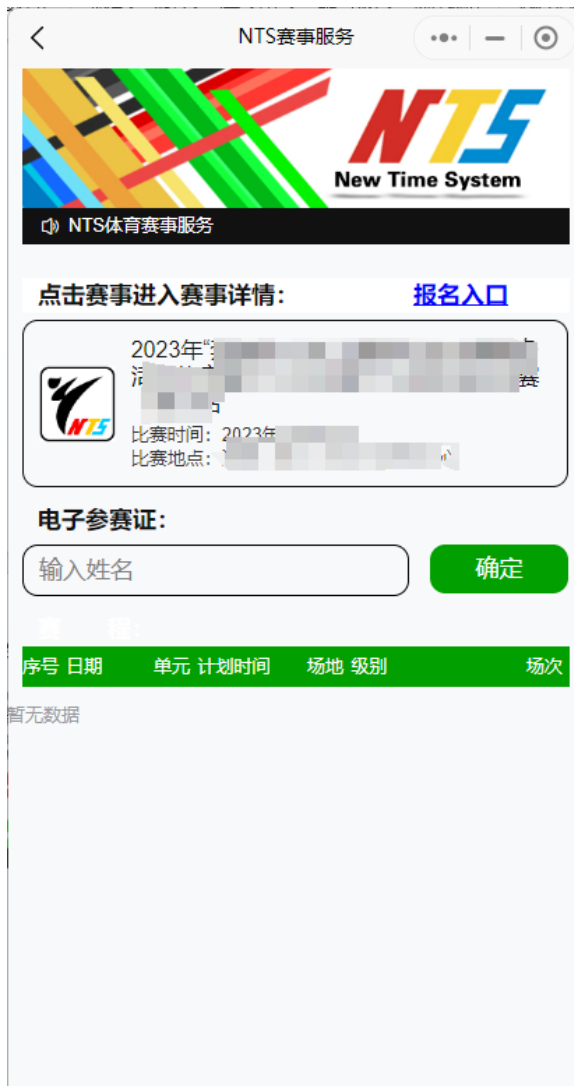 NTS赛事服务
NTS
New Time System
NTS体育赛事服务
点击赛事进入赛事详情： 报名入口
2023年“
活 赛
NTS
比赛时间：2023年
比赛地点：
电子参赛证：
输入姓名 确定
赛 程：
序号 日期 单元 计划时间 场地 级别 场次
暂无数据